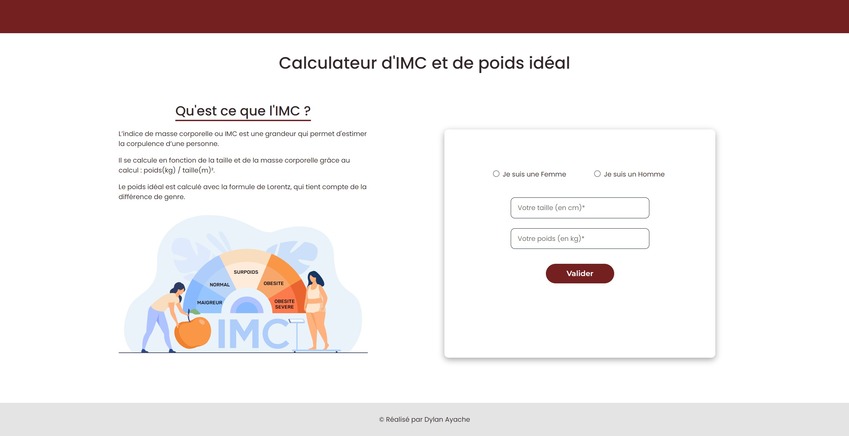 Calculateur d'IMC et de poids idéal
Qu'est ce que l'IMC ?
L'indice de masse corporelle ou IMC est une grandeur qui permet d'estimer
la corpulence d'une personne.
Il se calcule en fonction de la taille et de la masse corporelle grâce au
calcul : poids(kg) / taille(m)².
Le poids idéal est calculé avec la formule de Lorentz, qui tient compte de la
différence de genre.
MAIGREUR
NORMAL
SURPOIDS
OBESITE
OBESITE
SEVERE
IMC
Je suis une Femme
Je suis un Homme
Votre taille (en cm)*
Votre poids (en kg)*
Valider
© Réalisé par Dylan Ayache